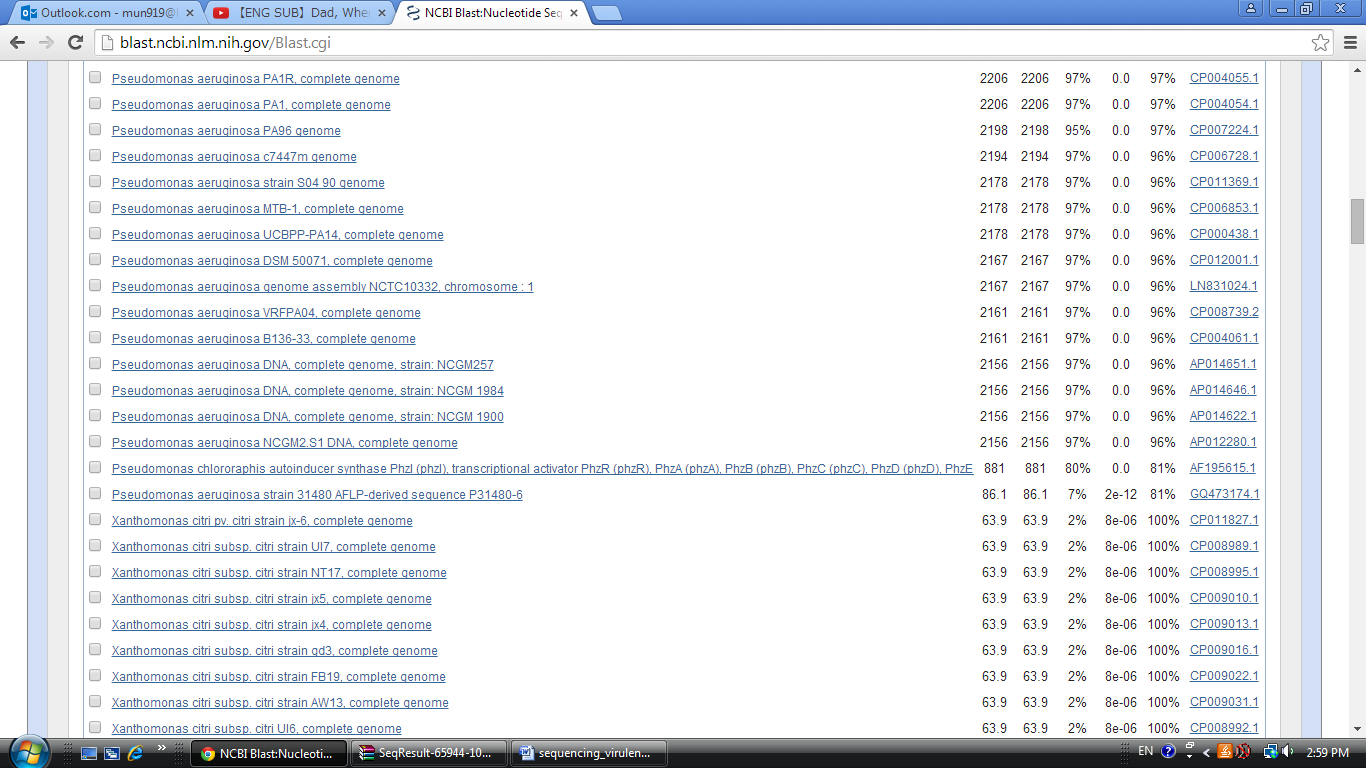 Outlook.com - mun919@
【ENG SUB】Dad, Whe
NCBI Blast:Nucleotide Seq
blast.ncbi.nlm.nih.gov/Blast.cgi
Pseudomonas aeruginosa PA1R, complete genome 2206 2206 97% 0.0 97% CP004055.1
Pseudomonas aeruginosa PA1, complete genome 2206 2206 97% 0.0 97% CP004054.1
Pseudomonas aeruginosa PA96 genome 2198 2198 95% 0.0 97% CP007224.1
Pseudomonas aeruginosa c7447m genome 2194 2194 97% 0.0 96% CP006728.1
Pseudomonas aeruginosa strain S04 90 genome 2178 2178 97% 0.0 96% CP011369.1
Pseudomonas aeruginosa MTB-1, complete genome 2178 2178 97% 0.0 96% CP006853.1
Pseudomonas aeruginosa UCBPP-PA14, complete genome 2178 2178 97% 0.0 96% CP000438.1
Pseudomonas aeruginosa DSM 50071, complete genome 2167 2167 97% 0.0 96% CP012001.1
Pseudomonas aeruginosa genome assembly NCTC10332, chromosome : 1 2167 2167 97% 0.0 96% LN831024.1
Pseudomonas aeruginosa VRFPA04, complete genome 2161 2161 97% 0.0 96% CP008739.2
Pseudomonas aeruginosa B136-33, complete genome 2161 2161 97% 0.0 96% CP004061.1
Pseudomonas aeruginosa DNA, complete genome, strain: NCGM257 2156 2156 97% 0.0 96% AP014651.1
Pseudomonas aeruginosa DNA, complete genome, strain: NCGM 1984 2156 2156 97% 0.0 96% AP014646.1
Pseudomonas aeruginosa DNA, complete genome, strain: NCGM 1900 2156 2156 97% 0.0 96% AP014622.1
Pseudomonas aeruginosa NCGM2.S1 DNA, complete genome 2156 2156 97% 0.0 96% AP012280.1
Pseudomonas chlororaphis autoinducer synthase PhzI (phzI), transcriptional activator PhzR (phzR), PhzA (phzA), PhzB (phzB), PhzC (phzC), PhzD (phzD), PhzE 881 881 80% 0.0 81% AF195615.1
Pseudomonas aeruginosa strain 31480 AFLP-derived sequence P31480-6 86.1 86.1 7% 2e-12 81% GQ473174.1
Xanthomonas citri pv. citri strain jx-6, complete genome 63.9 63.9 2% 8e-06 100% CP011827.1
Xanthomonas citri subsp. citri strain UI7, complete genome 63.9 63.9 2% 8e-06 100% CP008989.1
Xanthomonas citri subsp. citri strain NT17, complete genome 63.9 63.9 2% 8e-06 100% CP008995.1
Xanthomonas citri subsp. citri strain jx5, complete genome 63.9 63.9 2% 8e-06 100% CP009010.1
Xanthomonas citri subsp. citri strain jx4, complete genome 63.9 63.9 2% 8e-06 100% CP009013.1
Xanthomonas citri subsp. citri strain gd3, complete genome 63.9 63.9 2% 8e-06 100% CP009016.1
Xanthomonas citri subsp. citri strain FB19, complete genome 63.9 63.9 2% 8e-06 100% CP009022.1
Xanthomonas citri subsp. citri strain AW13, complete genome 63.9 63.9 2% 8e-06 100% CP009031.1
Xanthomonas citri subsp. citri UI6, complete genome 63.9 63.9 2% 8e-06 100% CP008992.1
NCBI Blast:Nucleoti...
SeqResult-65944-10...
sequencing_virulen...
EN
2:59 PM